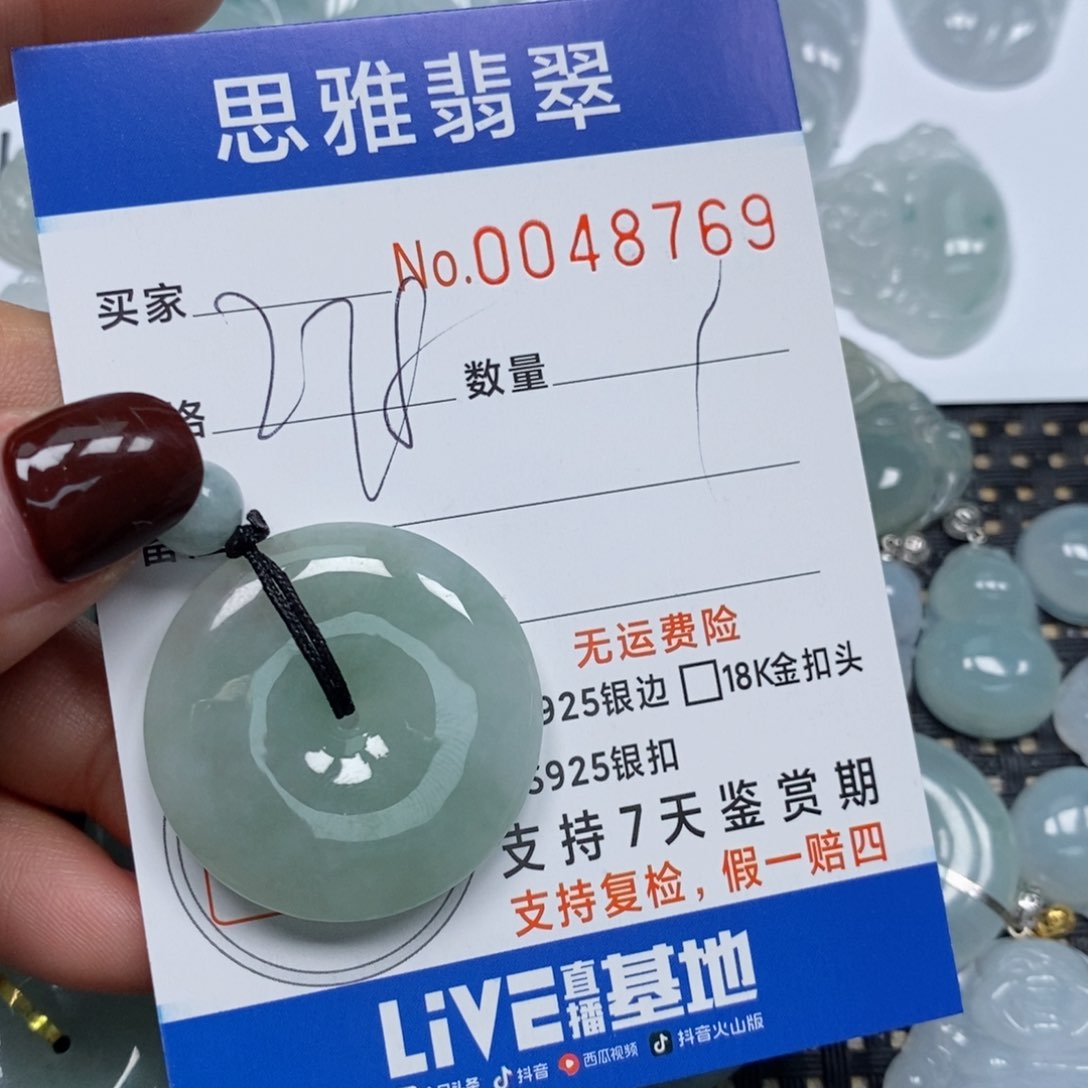 思雅翡翠
No.0048769
买家
数量
格
无运费险
925银边 □18K金扣头
S925银扣
支持7天鉴赏期
支持复检，假一赔四
LiVE直播基地
抖音 西瓜视频 抖音火山版